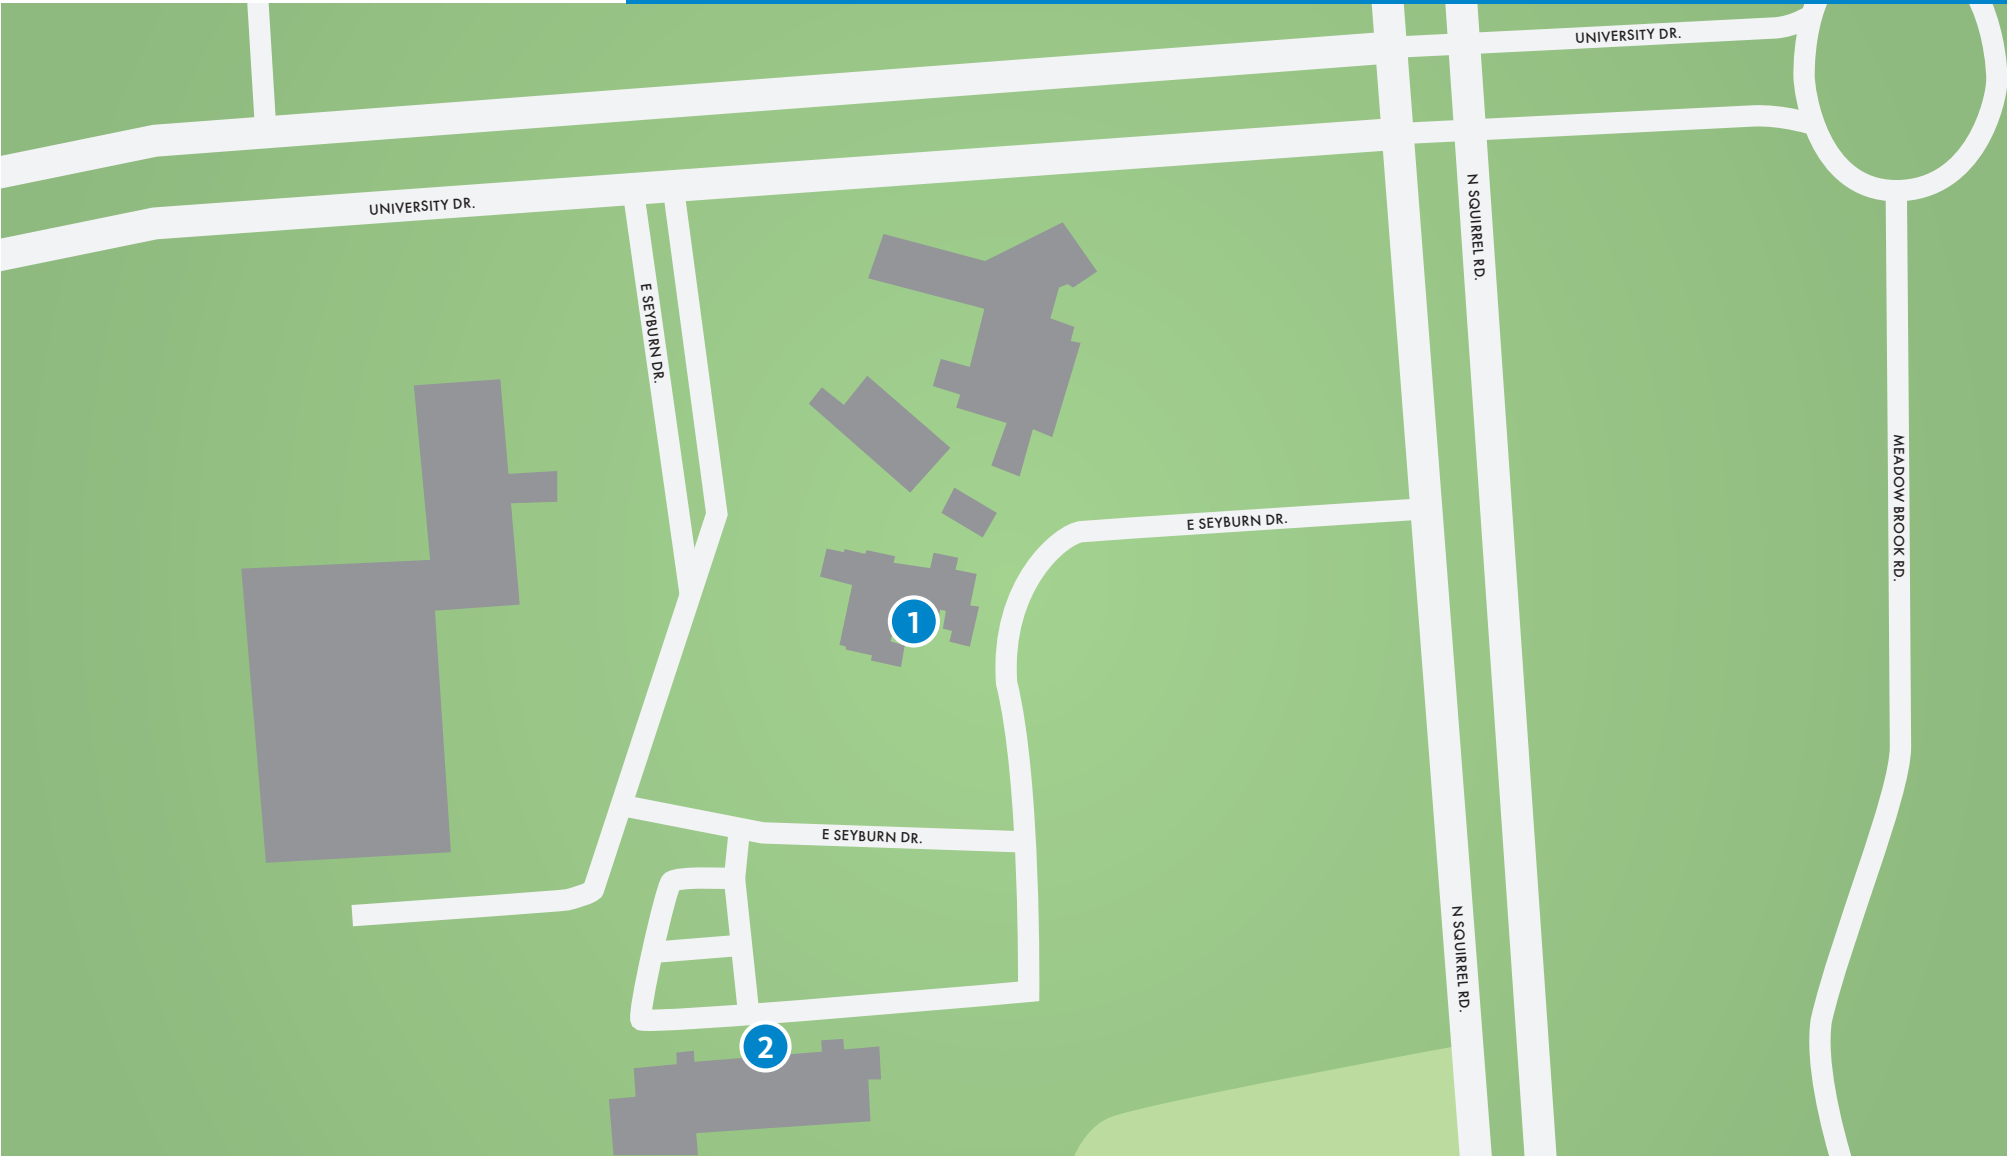 UNIVERSITY DR.
UNIVERSITY DR.
N SQUIRREL RD.
E SEYBURN DR.
MEADOW BROOK RD.
E SEYBURN DR.
1
E SEYBURN DR.
N SQUIRREL RD.
2